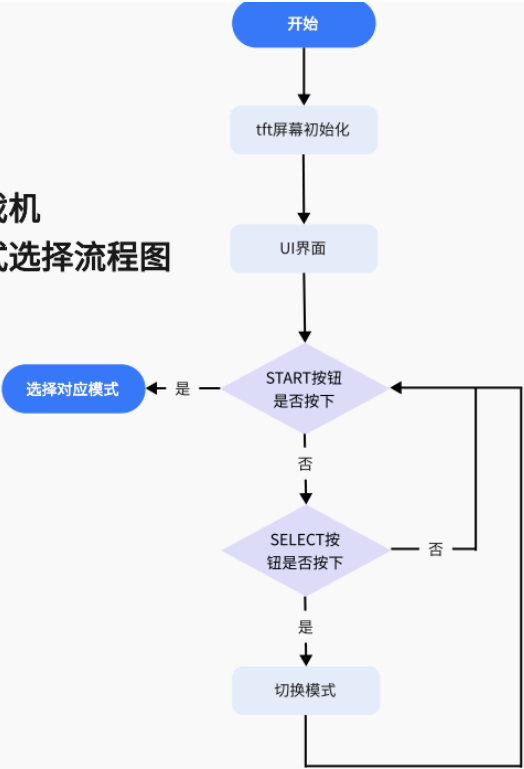 开始
tft屏幕初始化
机
选择流程图
UI界面
START按钮
是否按下
是
选择对应模式
否
SELECT按
钮是否按下
否
是
切换模式